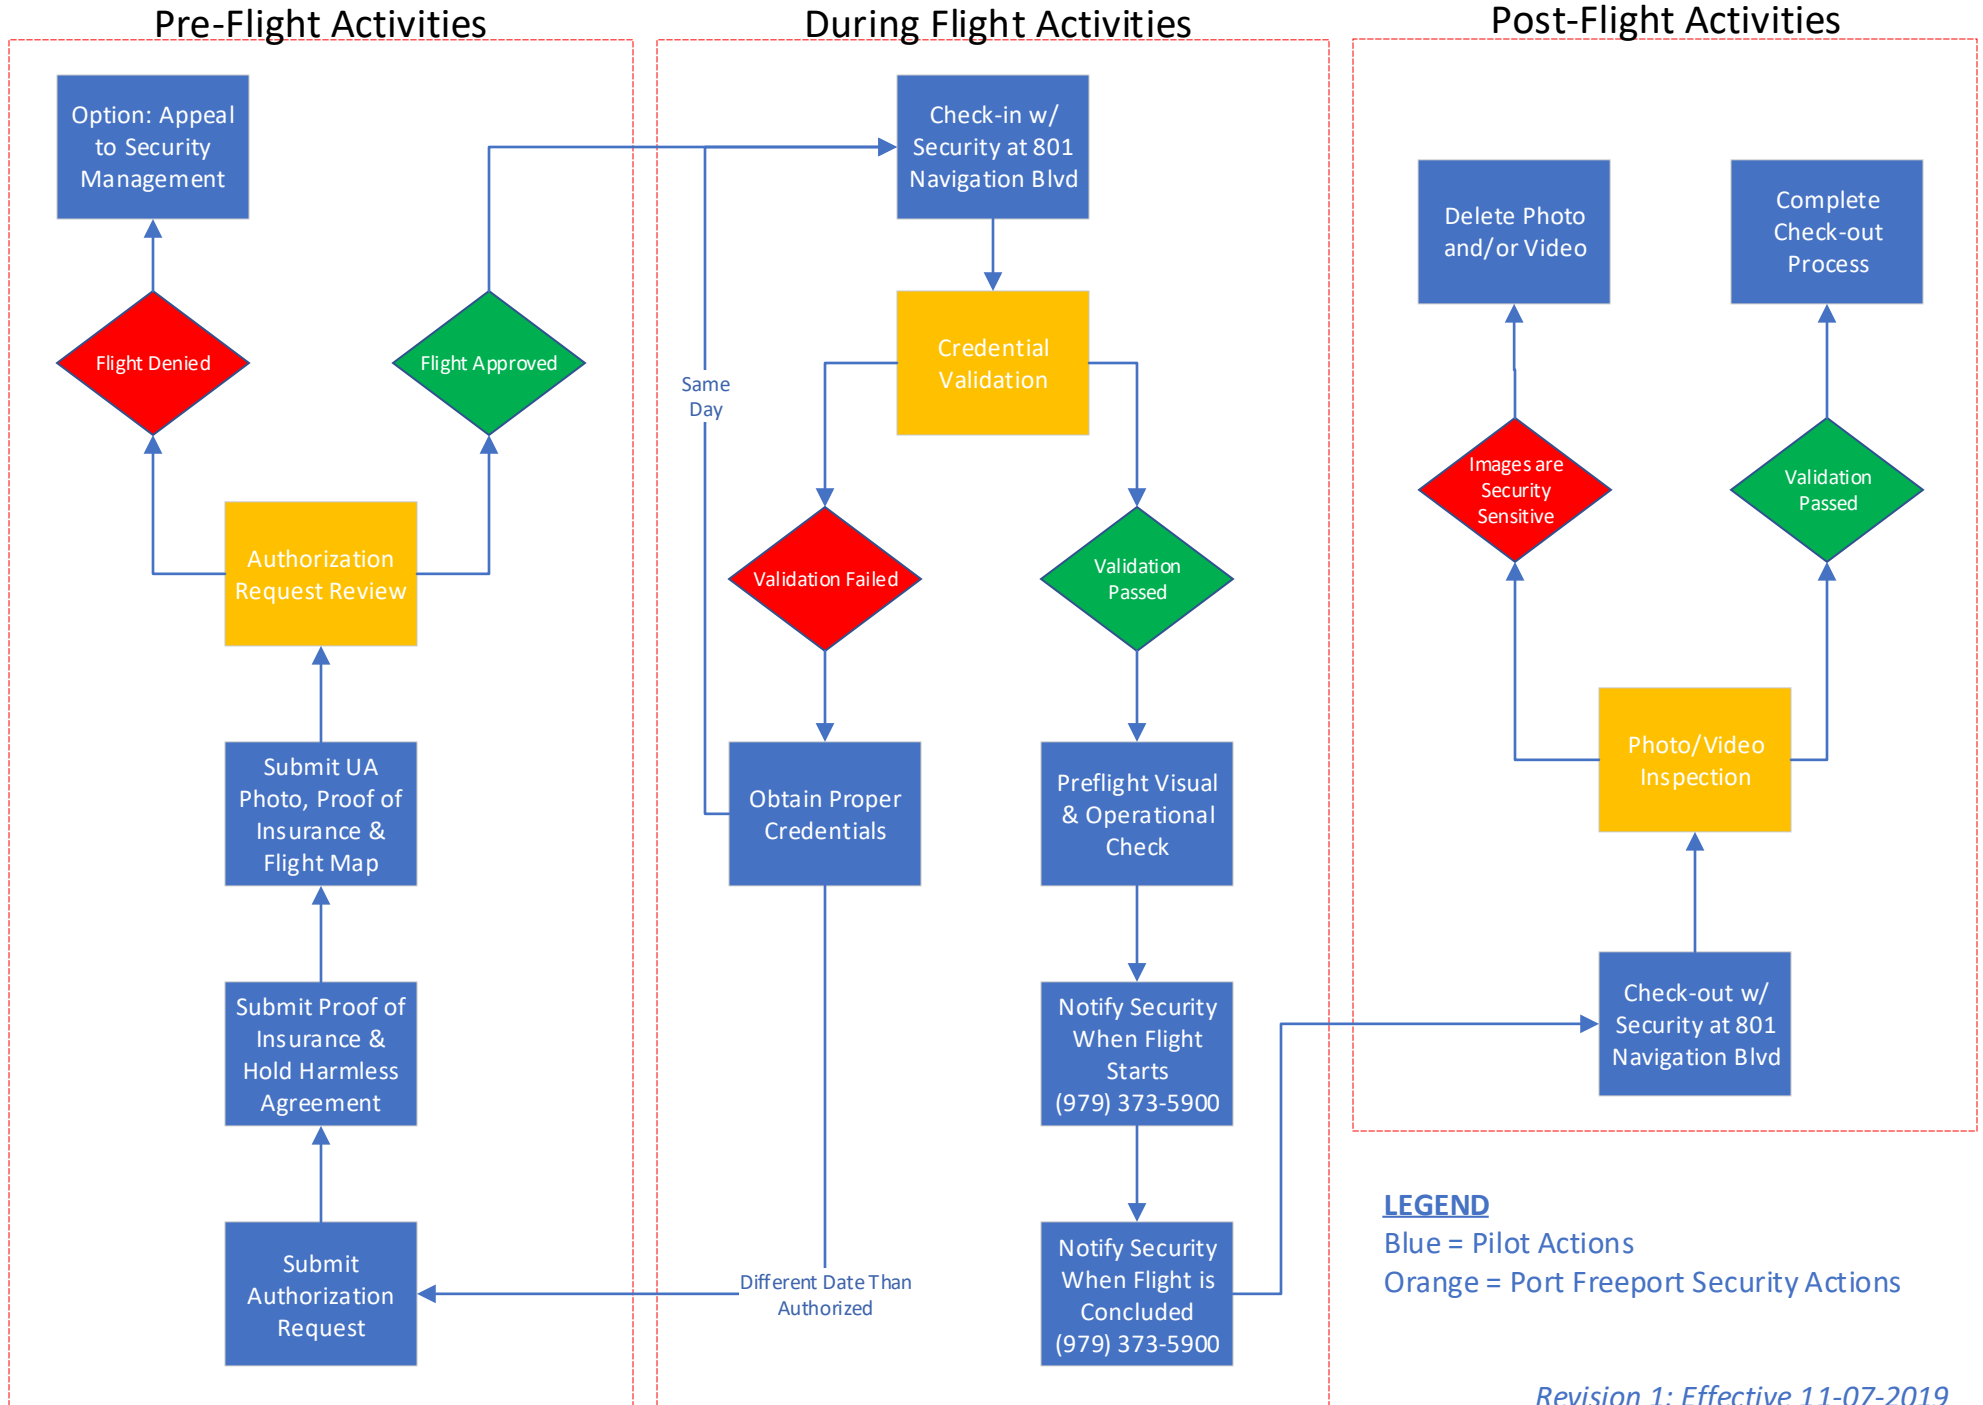 Pre-Flight Activities
Option: Appeal
to Security
Management
Flight Denied
Flight Approved
Authorization
Request Review
Submit UA
Photo, Proof of
Insurance &
Flight Map
Submit Proof of
Insurance &
Hold Harmless
Agreement
Submit
Authorization
Request
During Flight Activities
Check-in w/
Security at 801
Navigation Blvd
Credential
Validation
Same
Day
Validation Failed
Validation
Passed
Obtain Proper
Credentials
Preflight Visual
& Operational
Check
Notify Security
When Flight
Starts
(979) 373-5900
Different Date Than
Authorized
Notify Security
When Flight is
Concluded
(979) 373-5900
Post-Flight Activities
Delete Photo
and/or Video
Complete
Check-out
Process
Images are
Security
Sensitive
Validation
Passed
Photo/Video
Inspection
Check-out w/
Security at 801
Navigation Blvd
LEGEND
Blue = Pilot Actions
Orange = Port Freeport Security Actions
Revision 1: Effective 11-07-2019